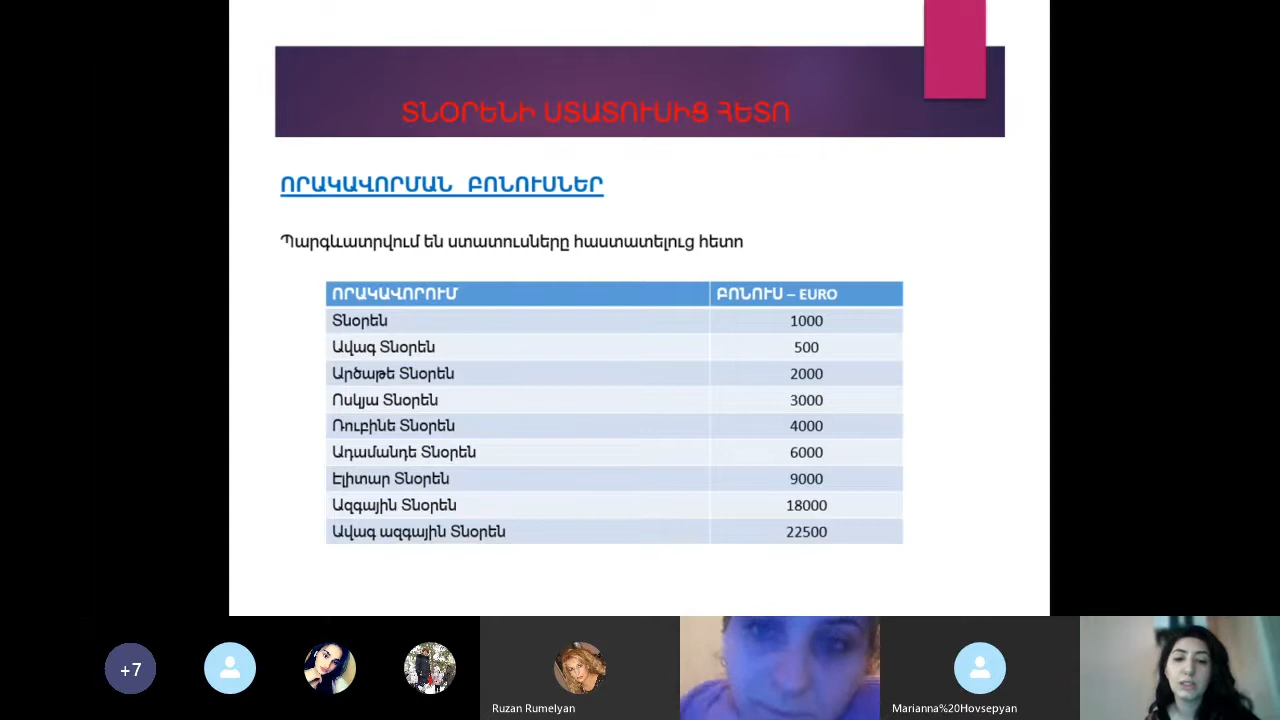 ՏՆՕՐԵՆԻ ՍՏԱՏՈՒՍԻՑ ՀԵՏՈ
ՈՐԱԿԱՎՈՐՄԱՆ ԲՈՆՈՒՍՆԵՐ
Պարգևատրվում են ստատուսները հաստատելուց հետո
ՈՐԱԿԱՎՈՐՈՒՄ ԲՈՆՈՒՍ – EURO
Տնօրեն 1000
Ավագ Տնօրեն 500
Արծաթե Տնօրեն 2000
Ոսկյա Տնօրեն 3000
Ռուբինե Տնօրեն 4000
Ադամանդե Տնօրեն 6000
Էլիտար Տնօրեն 9000
Ազգային Տնօրեն 18000
Ավագ ազգային Տնօրեն 22500
+7
Ruzan Rumelyan
Marianna%20Hovsepyan